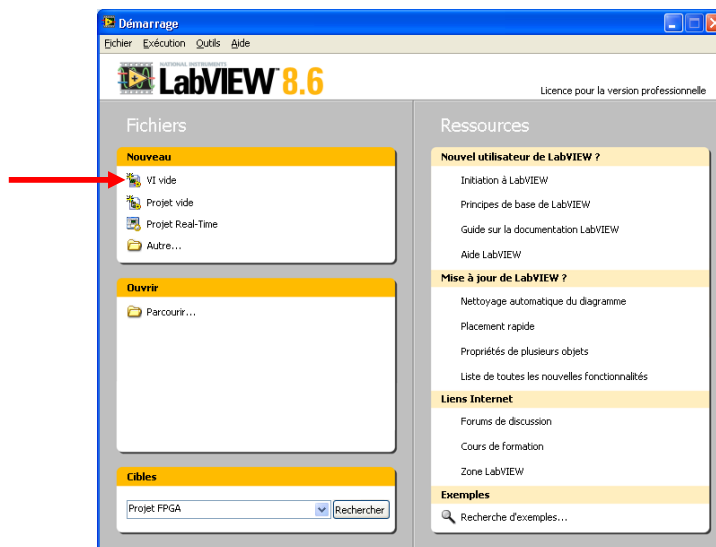 Démarrage
Fichier Exécution Outils Aide
NATIONAL INSTRUMENTS
LabVIEW 8.6
Licence pour la version professionnelle
Fichiers
Nouveau
VI vide
Projet vide
Projet Real-Time
Autre...
Ouvrir
Parcourir...
Cibles
Projet FPGA
Rechercher
Ressources
Nouvel utilisateur de LabVIEW ?
Initiation à LabVIEW
Principes de base de LabVIEW
Guide sur la documentation LabVIEW
Aide LabVIEW
Mise à jour de LabVIEW ?
Nettoyage automatique du diagramme
Placement rapide
Propriétés de plusieurs objets
Liste de toutes les nouvelles fonctionnalités
Liens Internet
Forums de discussion
Cours de formation
Zone LabVIEW
Exemples
Recherche d'exemples...